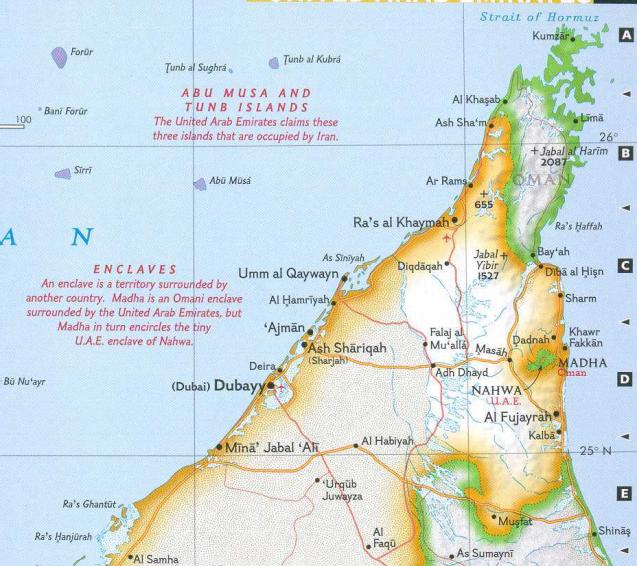 Strait of Hormuz
A
Kumzār
Forūr
Ţunb al Sughrá
Ţunb al Kubrá
ABU MUSA AND
TUNB ISLANDS
The United Arab Emirates claims these
three islands that are occupied by Iran.
Al Khaşab
Banī Forūr
Ash Sha'm
Līmā
100
26°
B
Jabal al Ḩarīm
2087
Sīrrī
Abū Mūsá
Ar Rams
OMAN
655
Ra's al Khaymah
Ra's Ḩaffah
A N
Jabal
Yibir
1527
Bay'ah
As Sīnīyah
Diqdāqah
C
ENCLAVES
An enclave is a territory surrounded by
another country. Madha is an Omani enclave
surrounded by the United Arab Emirates, but
Madha in turn encircles the tiny
U.A.E. enclave of Nahwa.
Umm al Qaywayn
Dibā al Ḩişn
Al Ḩamrīyah
Sharm
'Ajmān
Falaj al
Mu'allá
Ḑadnah
Khawr
Fakkān
Ash Shāriqah
(Sharjah)
Masāḩ
Deira
Adh Dhayd
MADHA
Oman
Bū Nu'ayr
(Dubai) Dubayy
D
NAHWA
U.A.E.
Al Fujayrah
Kalbā
Mīnā' Jabal 'Alī
Al Habiyah
25° N
'Urqūb
Juwayza
E
Ra's Ghantūt
Musfat
Ra's Ḩanjūrah
Al
Faqū
Shināş
Al Samha
As Sumaynī